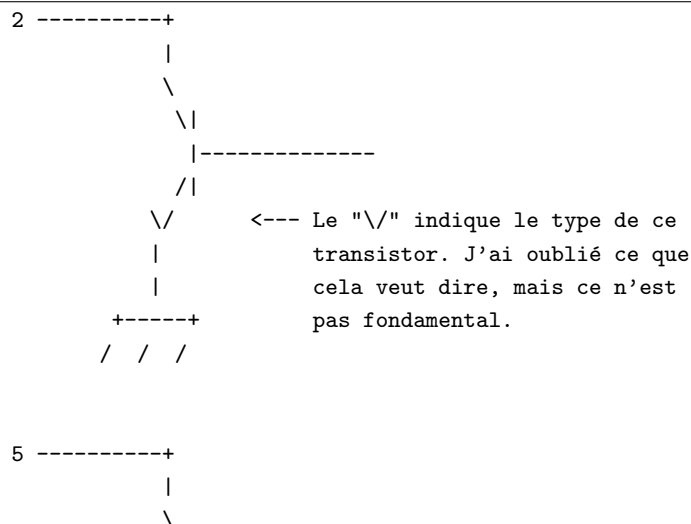 2 ----------+
            |
            \
             \|
              |--------------
             /|
           \/      <--- Le "\/" indique le type de ce
           |            transistor. J'ai oublié ce que
           |            cela veut dire, mais ce n'est
        +-----+         pas fondamental.
       /  /  /
5 ----------+
            |
            \